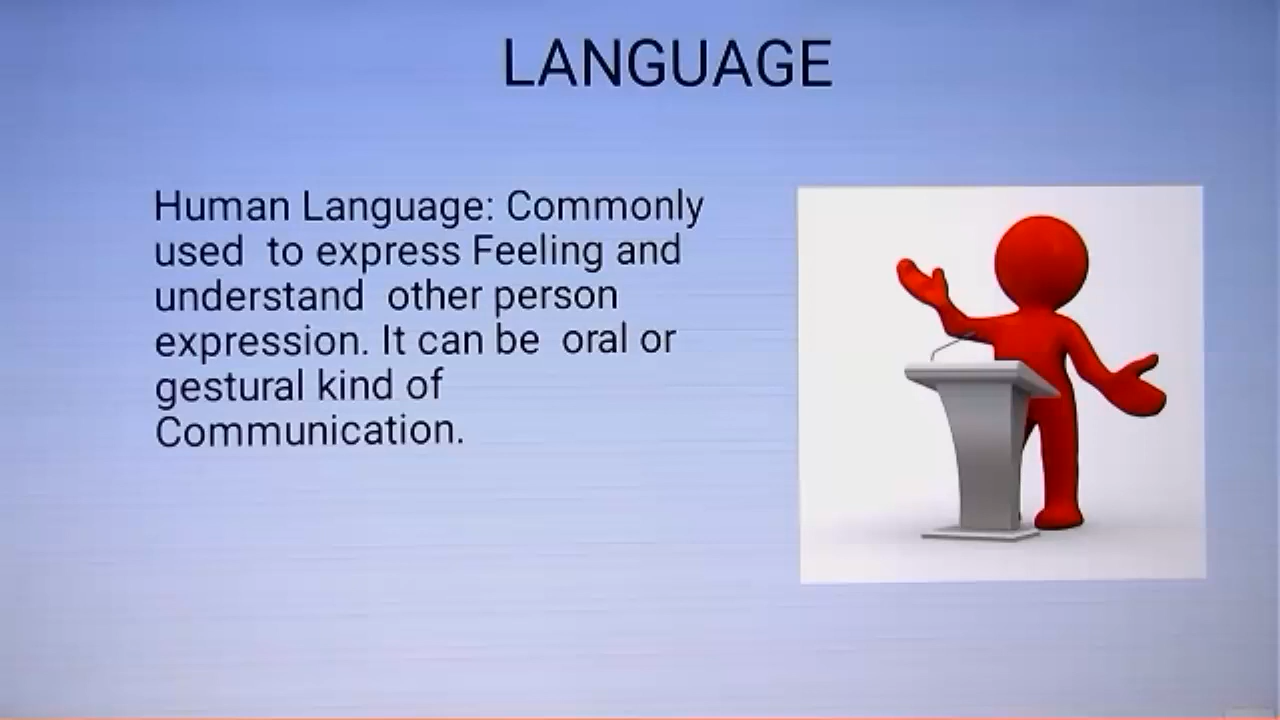 LANGUAGE
Human Language: Commonly
used to express Feeling and
understand other person
expression. It can be oral or
gestural kind of
Communication.